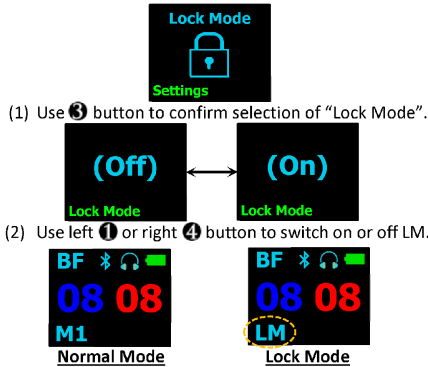 Lock Mode
Settings
(1) Use ❸ button to confirm selection of “Lock Mode”.
(Off) (On)
Lock Mode Lock Mode
(2) Use left ❶ or right ❹ button to switch on or off LM.
BF BF
08 08 08 08
M1 LM
Normal Mode Lock Mode